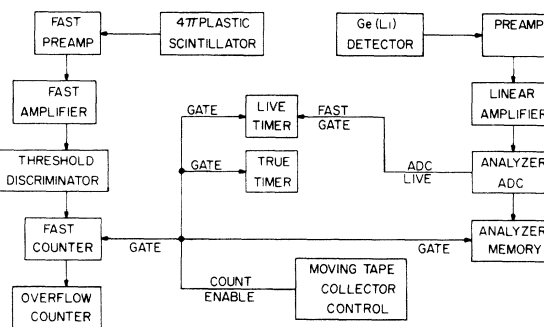 FAST
PREAMP
4π PLASTIC
SCINTILLATOR
Ge(Li)
DETECTOR
PREAMP
FAST
AMPLIFIER
GATE
LIVE
TIMER
FAST
GATE
LINEAR
AMPLIFIER
THRESHOLD
DISCRIMINATOR
GATE
TRUE
TIMER
ADC
LIVE
ANALYZER
ADC
FAST
COUNTER
GATE
GATE
ANALYZER
MEMORY
OVERFLOW
COUNTER
COUNT
ENABLE
MOVING TAPE
COLLECTOR
CONTROL